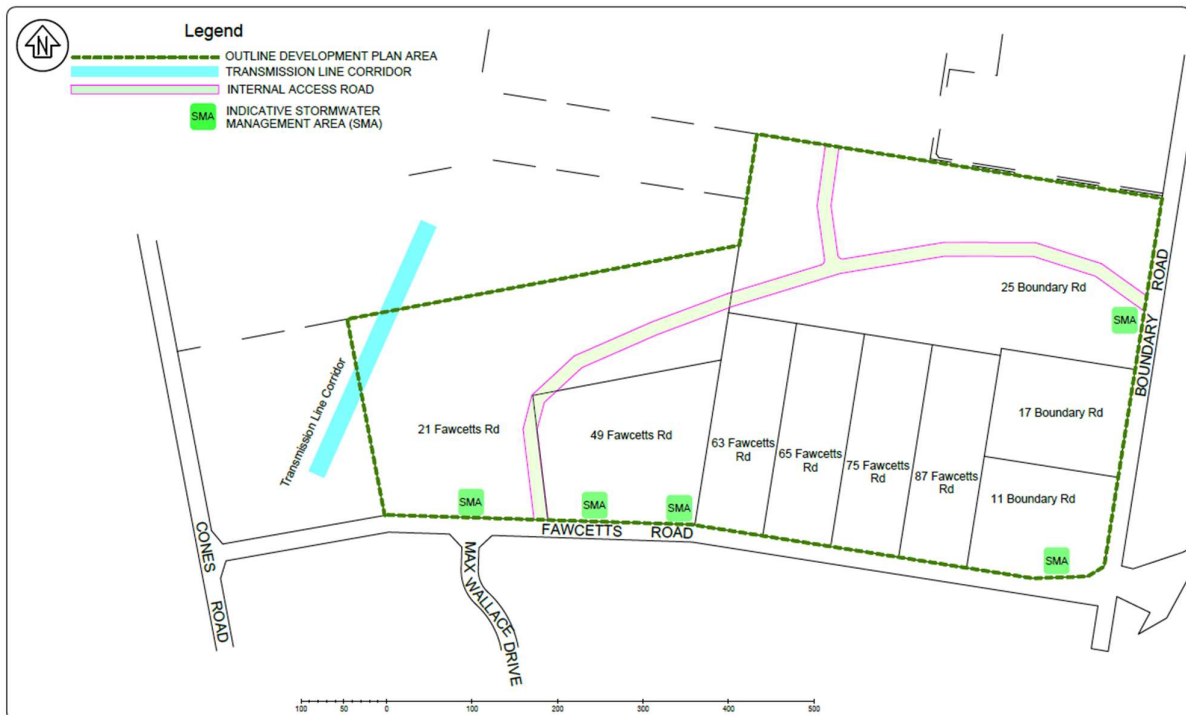 N
Legend
OUTLINE DEVELOPMENT PLAN AREA
TRANSMISSION LINE CORRIDOR
INTERNAL ACCESS ROAD
SMA
INDICATIVE STORMWATER
MANAGEMENT AREA (SMA)
25 Boundary Rd
BOUNDARY ROAD
SMA
Transmission Line Corridor
21 Fawcetts Rd
49 Fawcetts Rd
63 Fawcetts
Rd
65 Fawcetts
Rd
75 Fawcetts
Rd
87 Fawcetts
Rd
17 Boundary Rd
11 Boundary Rd
SMA
SMA
SMA
SMA
FAWCETTS ROAD
CONES ROAD
MAX WALLACE DRIVE
100 50 0 100 200 300 400 500